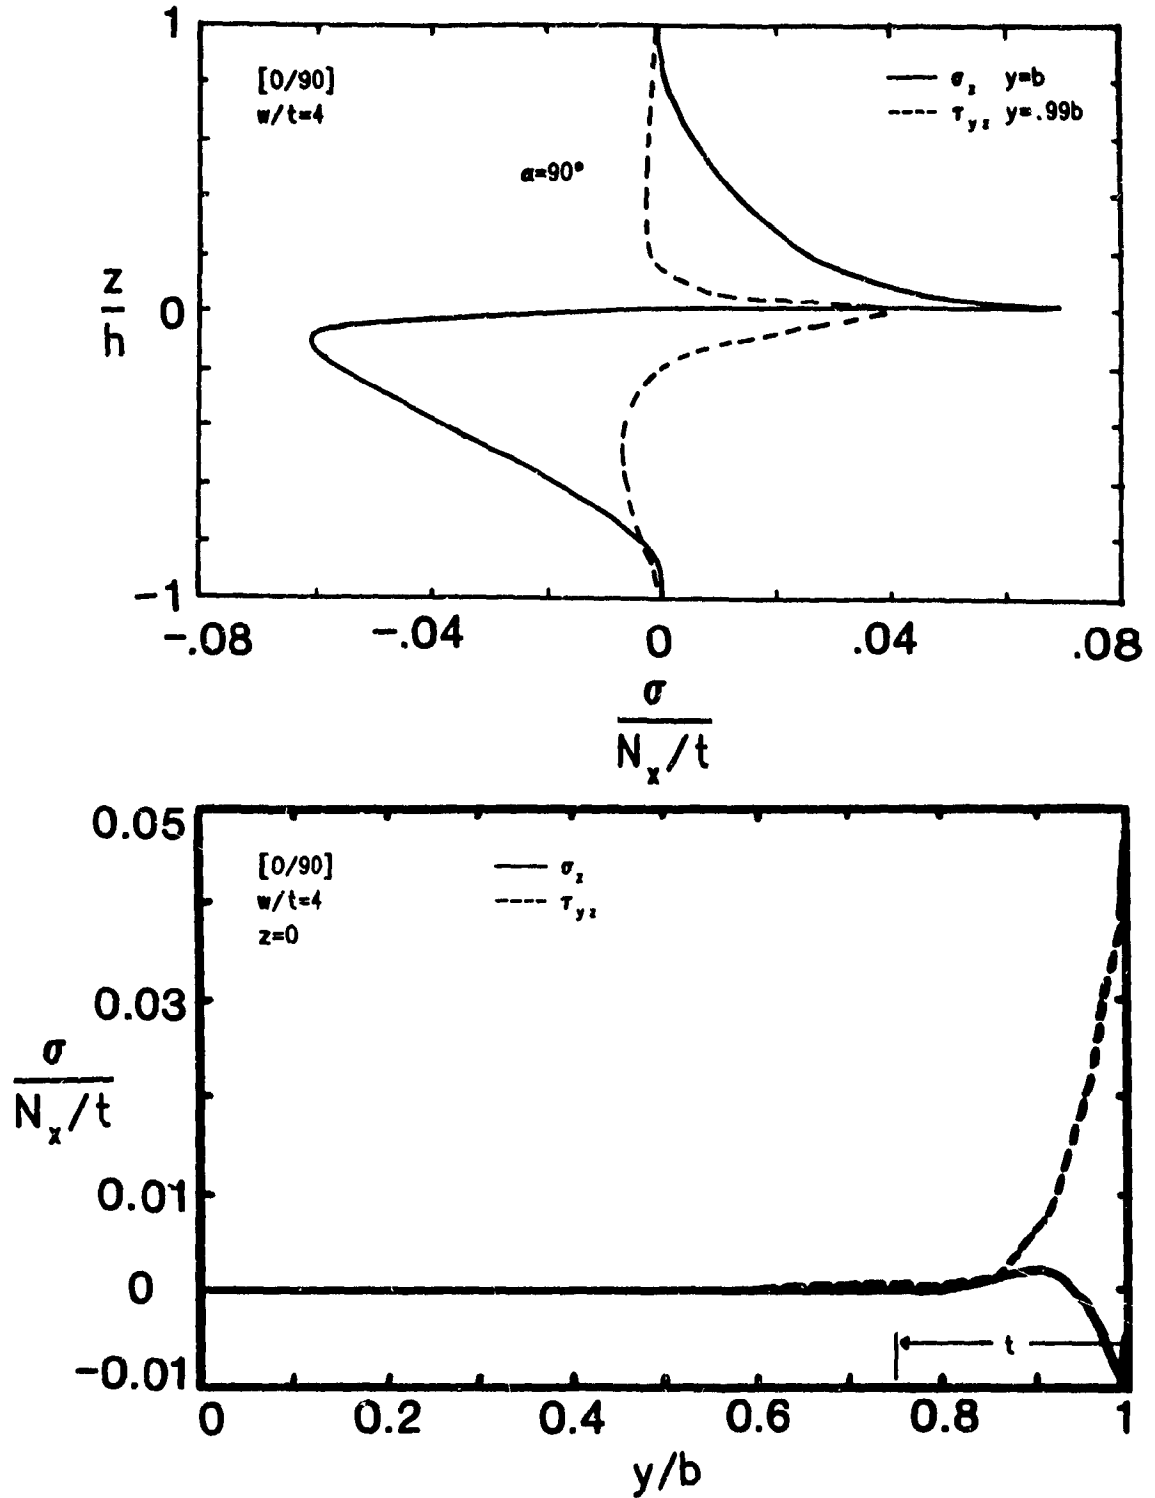 1
[0/90]
w/t=4
σz y=b
τyz y=.99b
α=90°
z/h
0
-1
-.08 -.04 0 .04 .08
σ
Nx/t
0.05
[0/90]
w/t=4
z=0
σz
τyz
0.03
σ
Nx/t
0.01
0
t
-0.01
0 0.2 0.4 0.6 0.8 1
y/b